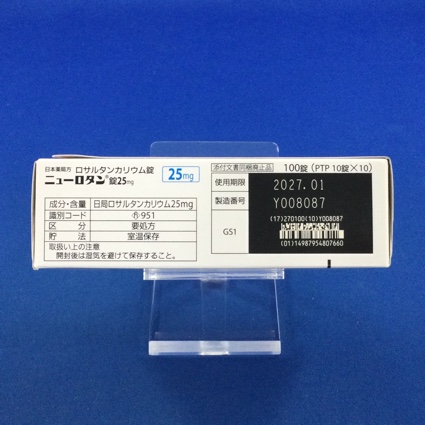 日本薬局方 ロサルタンカリウム錠
ニューロタン錠25mg
25mg
成分・含量 日局ロサルタンカリウム25mg
識別コード 951
区分 要処方
貯法 室温保存
取扱い上の注意
開封後は湿気を避けて保存すること。
添付文書同梱廃止品 100錠 (PTP 10錠×10)
使用期限 2027.01
製造番号 Y008087
GS1
(17)270100(10)Y008087
(01)14987954807660